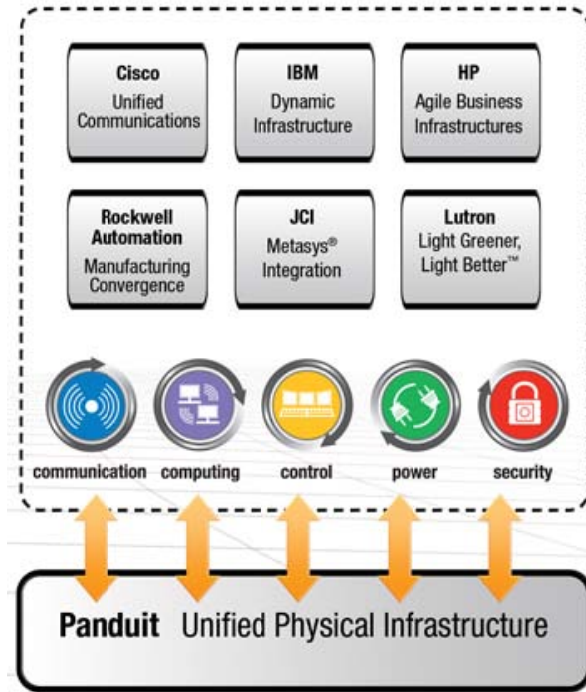 Cisco
Unified
Communications
IBM
Dynamic
Infrastructure
HP
Agile Business
Infrastructures
Rockwell
Automation
Manufacturing
Convergence
JCI
Metasys®
Integration
Lutron
Light Greener,
Light Better™
communication
computing
control
power
security
Panduit Unified Physical Infrastructure